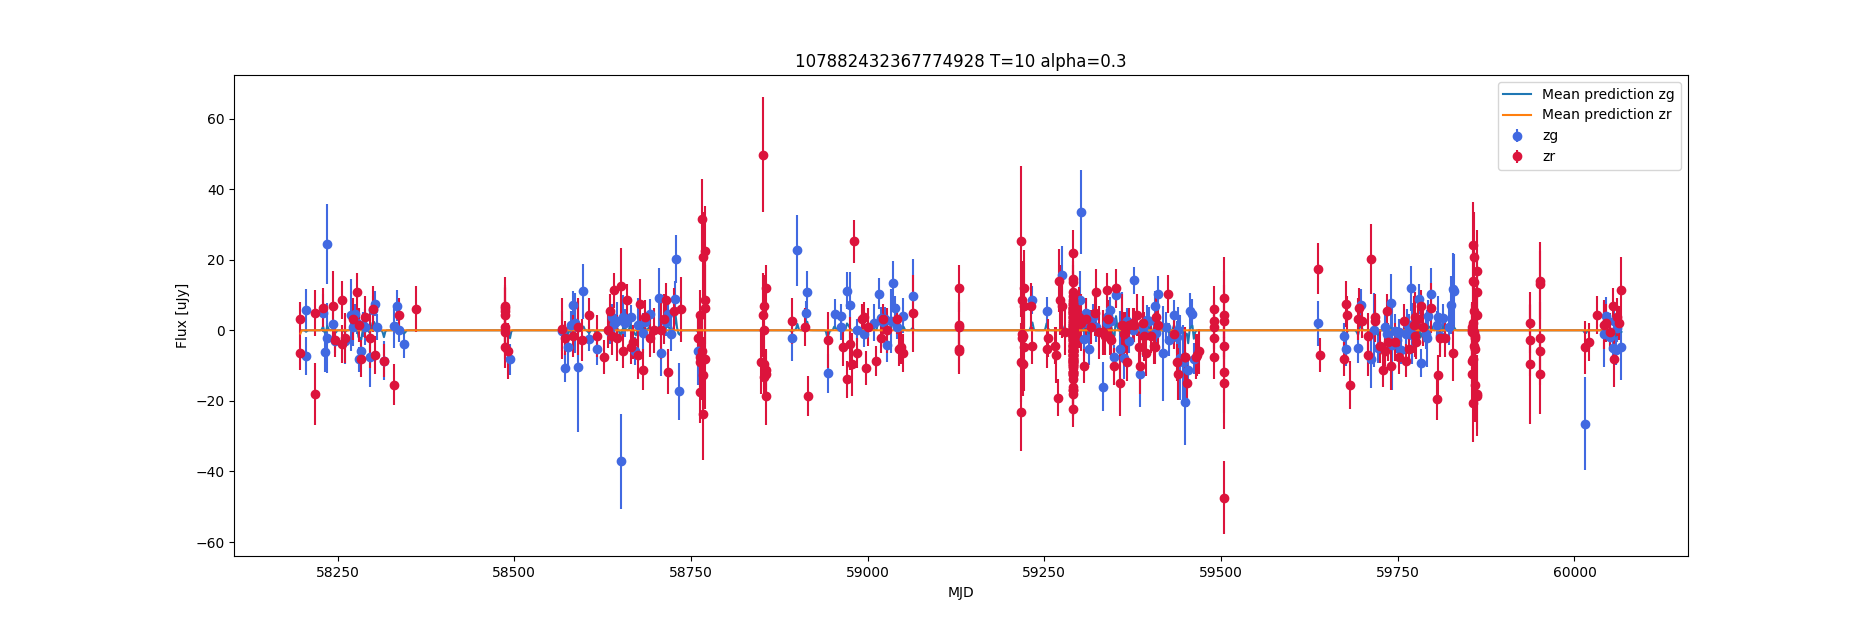 107882432367774928 T=10 alpha=0.3
Mean prediction zg
Mean prediction zr
zg
zr
Flux [uJy]
60
40
20
0
−20
−40
−60
58250 58500 58750 59000 59250 59500 59750 60000
MJD